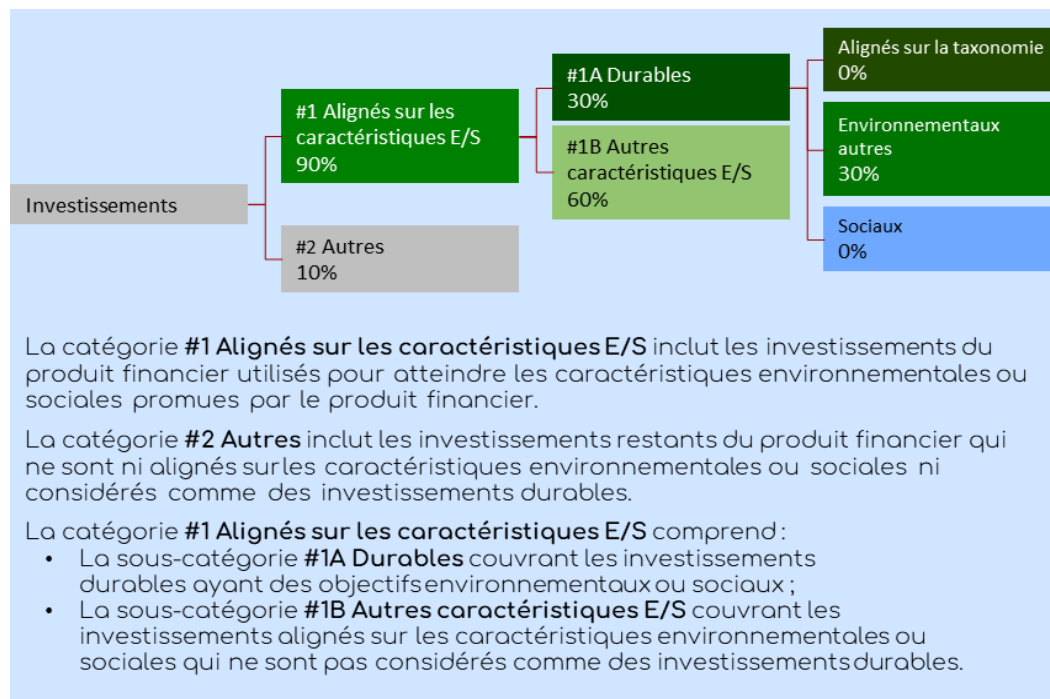 Alignés sur la taxonomie
0%
#1A Durables
30%
#1 Alignés sur les
caractéristiques E/S
90%
Environnementaux
autres
30%
#1B Autres
caractéristiques E/S
60%
Investissements
Sociaux
0%
#2 Autres
10%
La catégorie #1 Alignés sur les caractéristiques E/S inclut les investissements du
produit financier utilisés pour atteindre les caractéristiques environnementales ou
sociales promues par le produit financier.
La catégorie #2 Autres inclut les investissements restants du produit financier qui
ne sont ni alignés sur les caractéristiques environnementales ou sociales ni
considérés comme des investissements durables.
La catégorie #1 Alignés sur les caractéristiques E/S comprend :
• La sous-catégorie #1A Durables couvrant les investissements
durables ayant des objectifs environnementaux ou sociaux ;
• La sous-catégorie #1B Autres caractéristiques E/S couvrant les
investissements alignés sur les caractéristiques environnementales ou
sociales qui ne sont pas considérés comme des investissements durables.